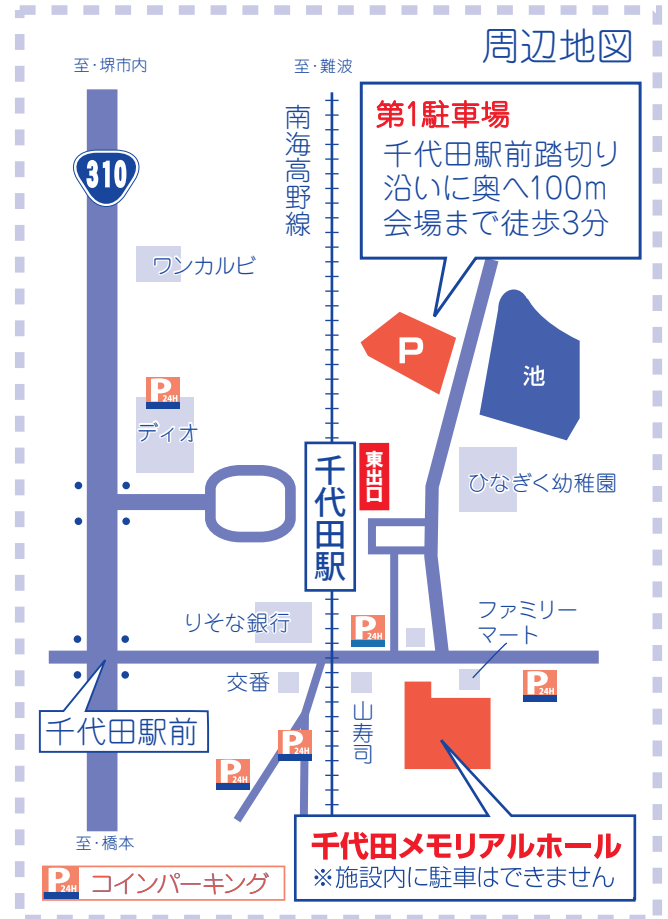 周辺地図
至・堺市内
至・難波
310
南海高野線
第1駐車場
千代田駅前踏切り
沿いに奥へ100m
会場まで徒歩3分
ワンカルビ
P
池
P
24H
ディオ
千代田駅
東出口
ひなぎく幼稚園
りそな銀行
P
24H
ファミリー
マート
交番
山寿司
P
24H
千代田駅前
P
24H
P
24H
至・橋本
千代田メモリアルホール
※施設内に駐車はできません
P
24H
コインパーキング